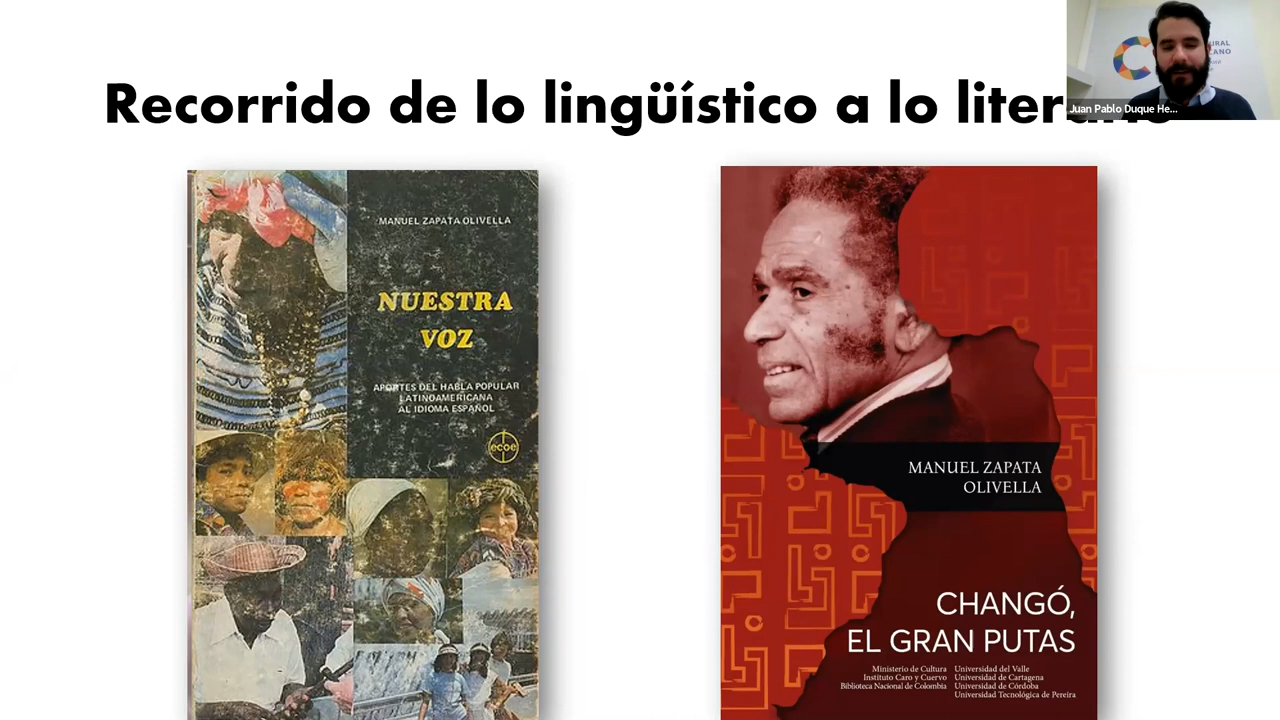 Recorrido de lo lingüístico a lo literario
Juan Pablo Duque He...
MANUEL ZAPATA OLIVELLA
NUESTRA
VOZ
APORTES DEL HABLA POPULAR
LATINOAMERICANA
AL IDIOMA ESPAÑOL
ecoe
MANUEL ZAPATA
OLIVELLA
CHANGÓ,
EL GRAN PUTAS
Ministerio de Cultura
Instituto Caro y Cuervo
Biblioteca Nacional de Colombia
Universidad del Valle
Universidad de Cartagena
Universidad de Córdoba
Universidad Tecnológica de Pereira